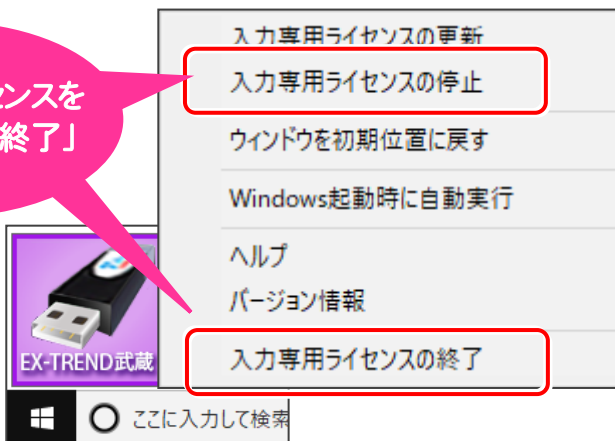 入力専用ライセンスの更新
入力専用ライセンスの停止
センスを
終了」
ウィンドウを初期位置に戻す
Windows起動時に自動実行
ヘルプ
バージョン情報
入力専用ライセンスの終了
EX-TREND武蔵
ここに入力して検索